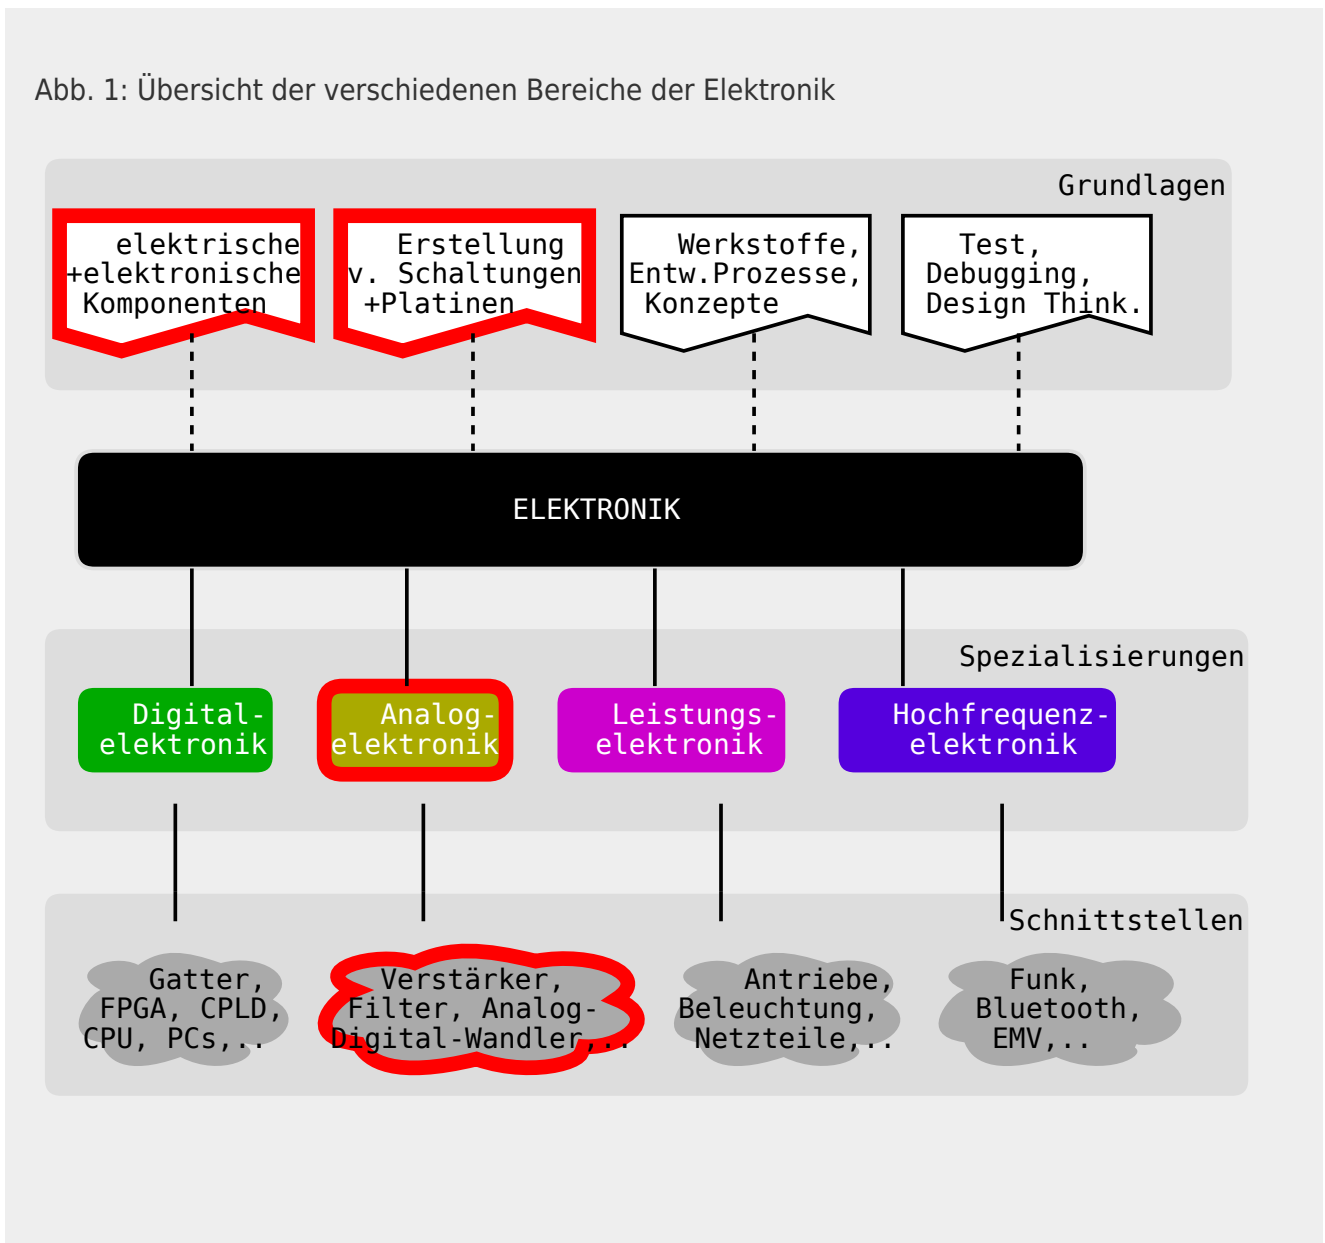 Abb. 1: Übersicht der verschiedenen Bereiche der Elektronik
Grundlagen
elektrische
+elektronische
Komponenten
Erstellung
v. Schaltungen
+Platinen
Werkstoffe,
Entw.Prozesse,
Konzepte
Test,
Debugging,
Design Think.
ELEKTRONIK
Spezialisierungen
Digital-
elektronik
Analog-
elektronik
Leistungs-
elektronik
Hochfrequenz-
elektronik
Schnittstellen
Gatter,
FPGA, CPLD,
CPU, PCs,..
Verstärker,
Filter, Analog-
Digital-Wandler,..
Antriebe,
Beleuchtung,
Netzteile,..
Funk,
Bluetooth,
EMV,..